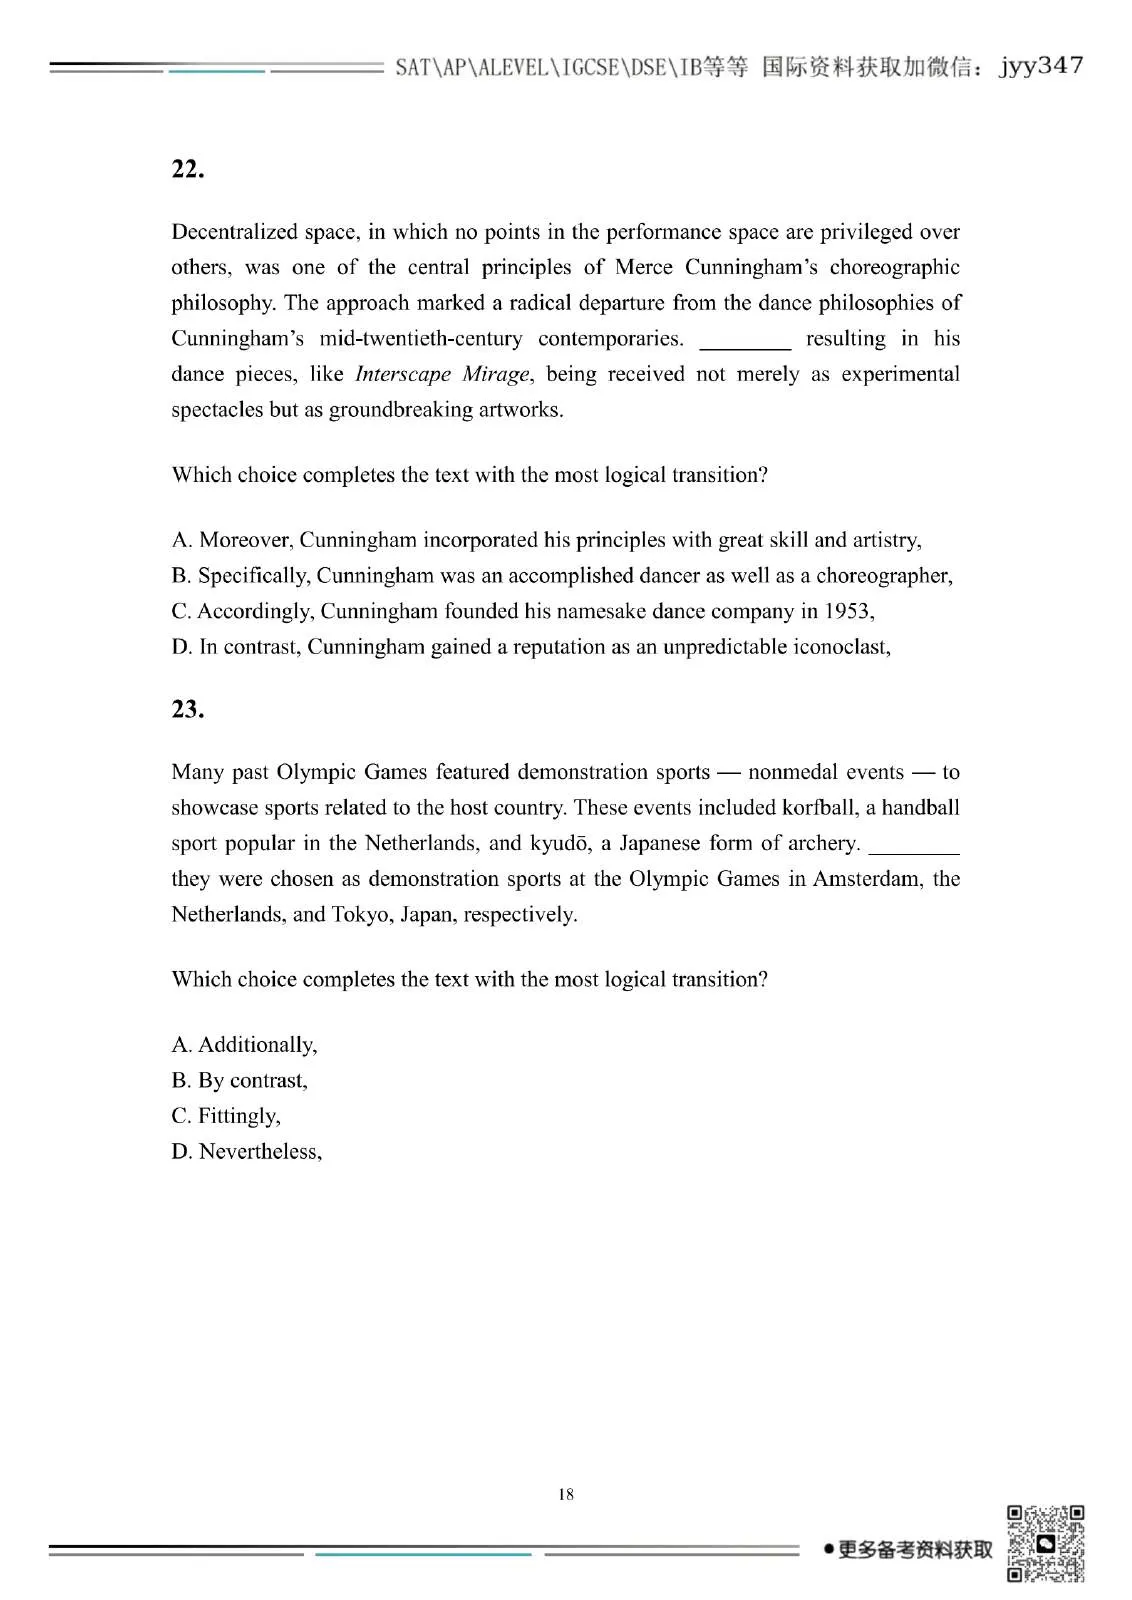 SAT\AP\ALEVEL\IGCSE\DSE\IB等等 国际资料获取加微信: jyy347
22.
Decentralized space, in which no points in the performance space are privileged over
others, was one of the central principles of Merce Cunningham's choreographic
philosophy. The approach marked a radical departure from the dance philosophies of
Cunningham's mid-twentieth-century contemporaries. ________ resulting in his
dance pieces, like Interscape Mirage, being received not merely as experimental
spectacles but as groundbreaking artworks.
Which choice completes the text with the most logical transition?
A. Moreover, Cunningham incorporated his principles with great skill and artistry,
B. Specifically, Cunningham was an accomplished dancer as well as a choreographer,
C. Accordingly, Cunningham founded his namesake dance company in 1953,
D. In contrast, Cunningham gained a reputation as an unpredictable iconoclast,
23.
Many past Olympic Games featured demonstration sports — nonmedal events — to
showcase sports related to the host country. These events included korfball, a handball
sport popular in the Netherlands, and kyudō, a Japanese form of archery. ________
they were chosen as demonstration sports at the Olympic Games in Amsterdam, the
Netherlands, and Tokyo, Japan, respectively.
Which choice completes the text with the most logical transition?
A. Additionally,
B. By contrast,
C. Fittingly,
D. Nevertheless,
18
●更多备考资料获取